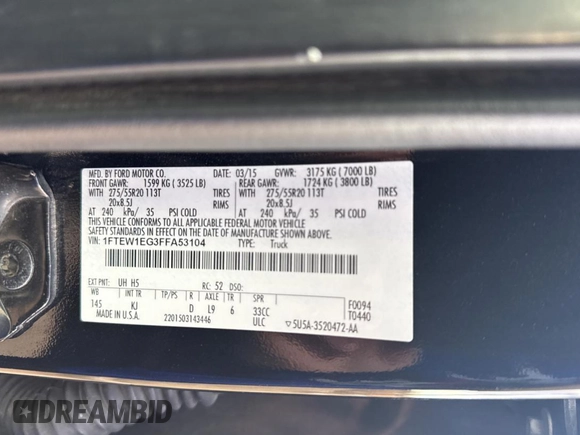 MFD. BY FORD MOTOR CO.
03/15 GVWR: 3175 KG ( 7000 LB)
FRONT GAWR: 1599 KG ( 3525 LB) REAR GAWR: 1724 KG ( 3800 LB)
WITH 275/55R20 113T TIRES WITH 275/55R20 113T TIRES
20x8.5J RIMS 20x8.5J RIMS
AT 240 kPa/ 35 PSI COLD AT 240 kPa/ 35 PSI COLD
THIS VEHICLE CONFORMS TO ALL APPLICABLE FEDERAL MOTOR VEHICLE
SAFETY STANDARDS IN EFFECT ON THE DATE OF MANUFACTURE SHOWN ABOVE.
VIN: 1FTEW1EG3FFA53104 TYPE: Truck
EXT PNT: UH H5 RC: 52 DSO:
WB INT TR TP/PS R AXLE TR SPR
145 KJ D L9 6 33CC
F0094
T0440
MADE IN U.S.A. 2201503143446 ULC ▽5U5A-3520472-AA
DREAMBID